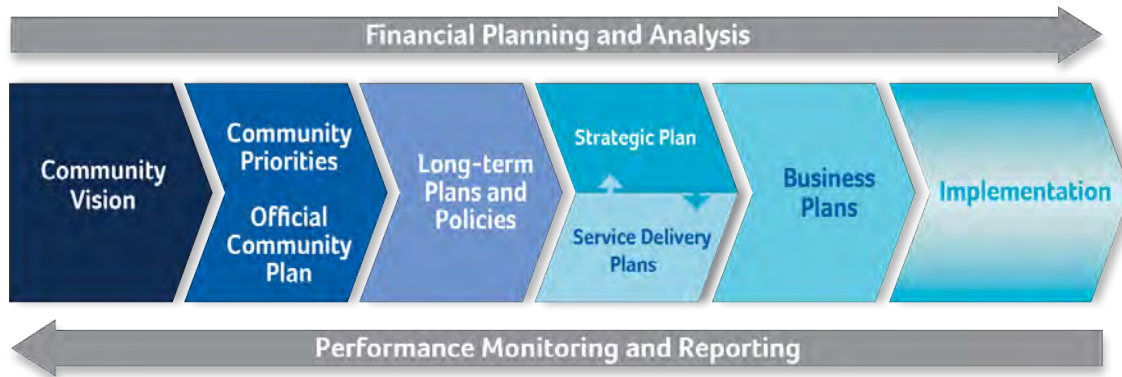 Financial Planning and Analysis
Community
Vision
Community
Priorities
Official
Community
Plan
Long-term
Plans and
Policies
Strategic Plan
Service Delivery
Plans
Business
Plans
Implementation
Performance Monitoring and Reporting